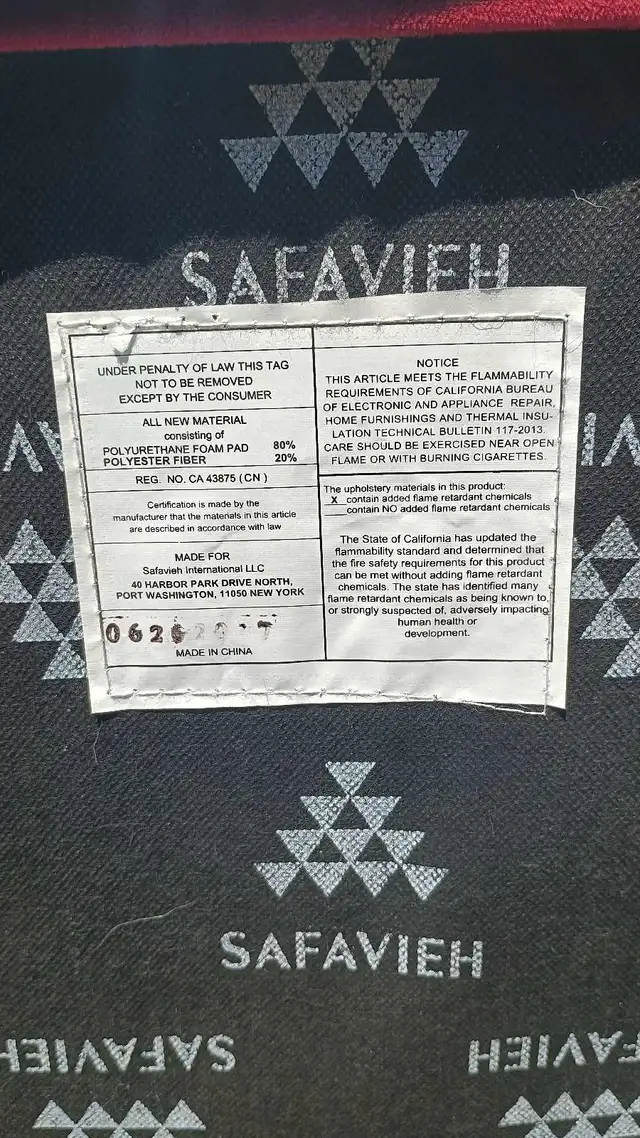 SAFAVIEH
UNDER PENALTY OF LAW THIS TAG
NOT TO BE REMOVED
EXCEPT BY THE CONSUMER
ALL NEW MATERIAL
consisting of
POLYURETHANE FOAM PAD 80%
POLYESTER FIBER 20%
REG. NO. CA 43875 ( CN )
Certification is made by the
manufacturer that the materials in this article
are described in accordance with law
MADE FOR
Safavieh International LLC
40 HARBOR PARK DRIVE NORTH,
PORT WASHINGTON, 11050 NEW YORK
MADE IN CHINA
NOTICE
THIS ARTICLE MEETS THE FLAMMABILITY
REQUIREMENTS OF CALIFORNIA BUREAU
OF ELECTRONIC AND APPLIANCE REPAIR,
HOME FURNISHINGS AND THERMAL INSU-
LATION TECHNICAL BULLETIN 117-2013.
CARE SHOULD BE EXERCISED NEAR OPEN
FLAME OR WITH BURNING CIGARETTES.
The upholstery materials in this product:
X contain added flame retardant chemicals
contain NO added flame retardant chemicals
The State of California has updated the
flammability standard and determined that
the fire safety requirements for this product
can be met without adding flame retardant
chemicals. The state has identified many
flame retardant chemicals as being known to,
or strongly suspected of, adversely impacting
human health or
development.
SAFAVIEH
SAFAVIEH
SAFAVIEH